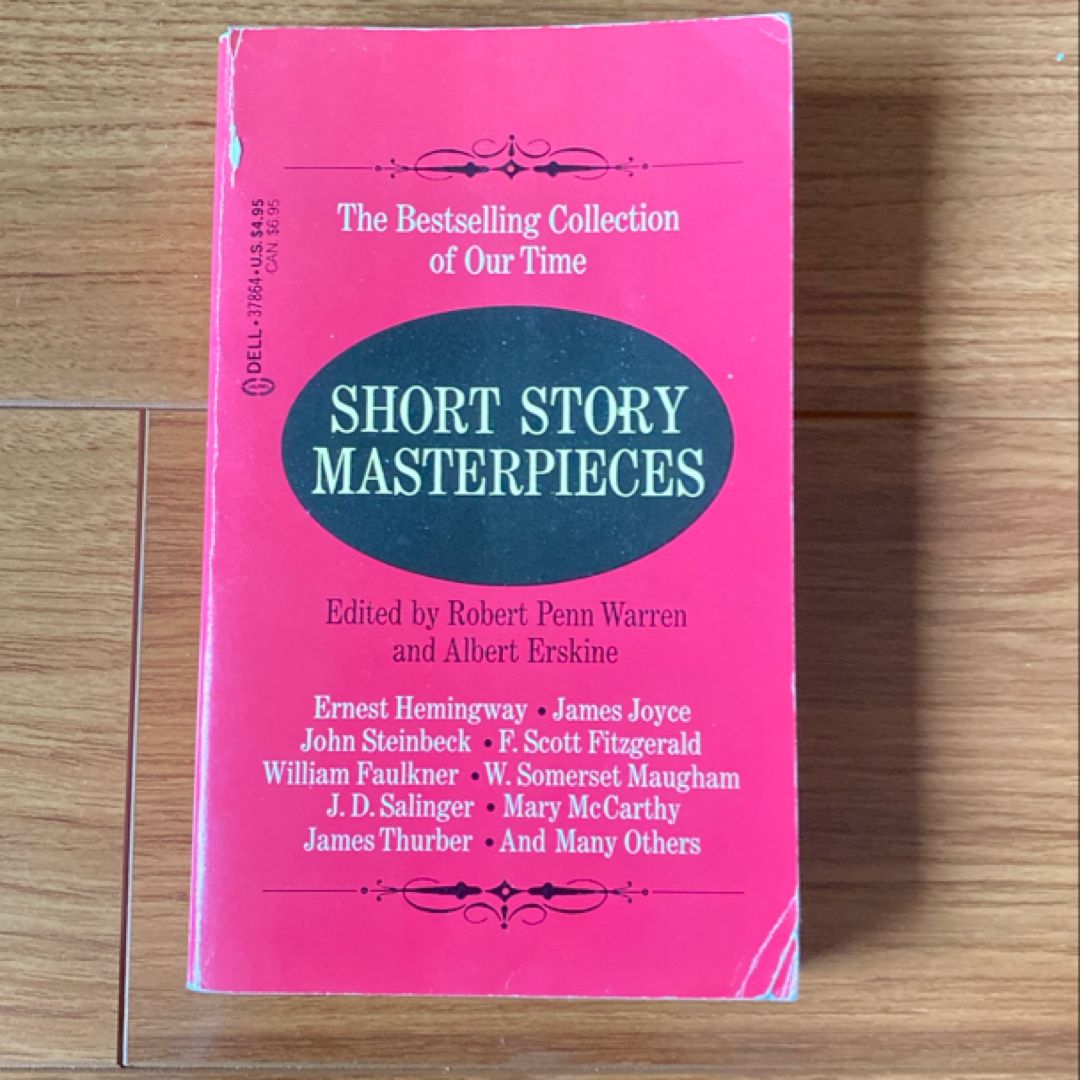 DELL • 37864 • U.S. $4.95
CAN. $6.95
The Bestselling Collection
of Our Time
SHORT STORY
MASTERPIECES
Edited by Robert Penn Warren
and Albert Erskine
Ernest Hemingway • James Joyce
John Steinbeck • F. Scott Fitzgerald
William Faulkner • W. Somerset Maugham
J. D. Salinger • Mary McCarthy
James Thurber • And Many Others